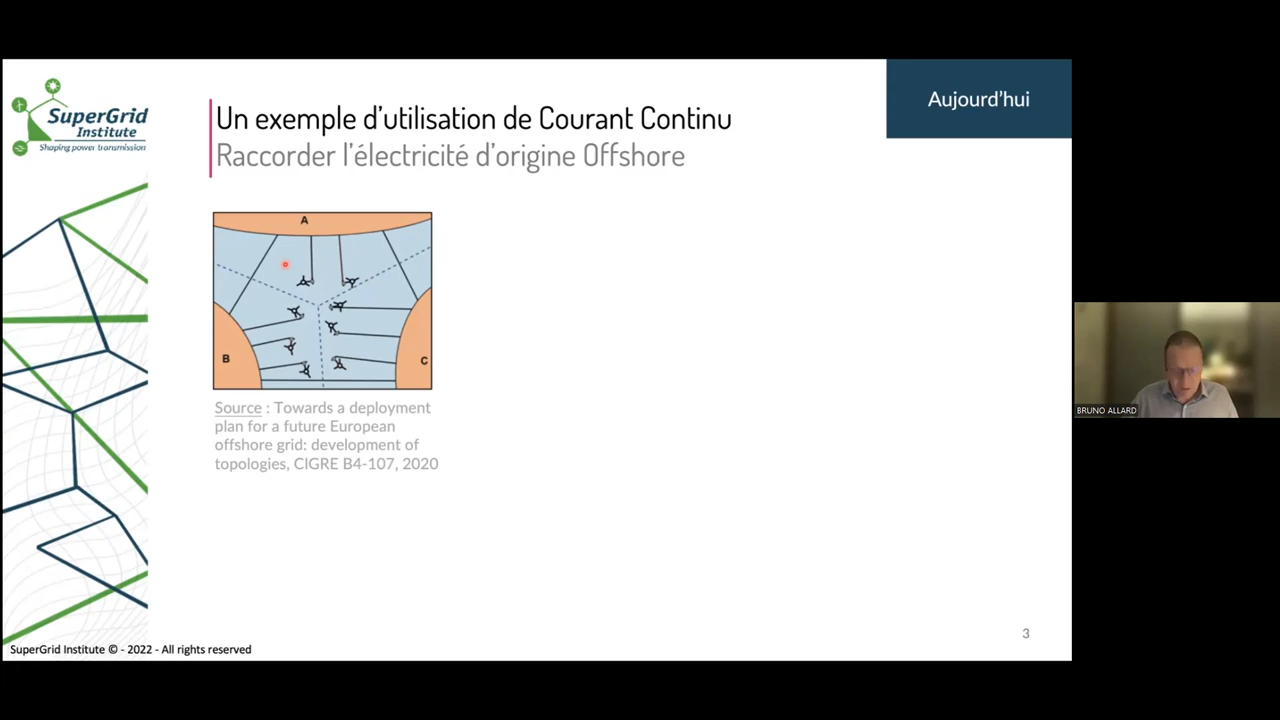 Aujourd'hui
SuperGrid
Institute
Shaping power transmission
Un exemple d'utilisation de Courant Continu
Raccorder l'électricité d'origine Offshore
A
B
C
Source : Towards a deployment
plan for a future European
offshore grid: development of
topologies, CIGRE B4-107, 2020
BRUNO ALLARD
3
SuperGrid Institute © - 2022 - All rights reserved